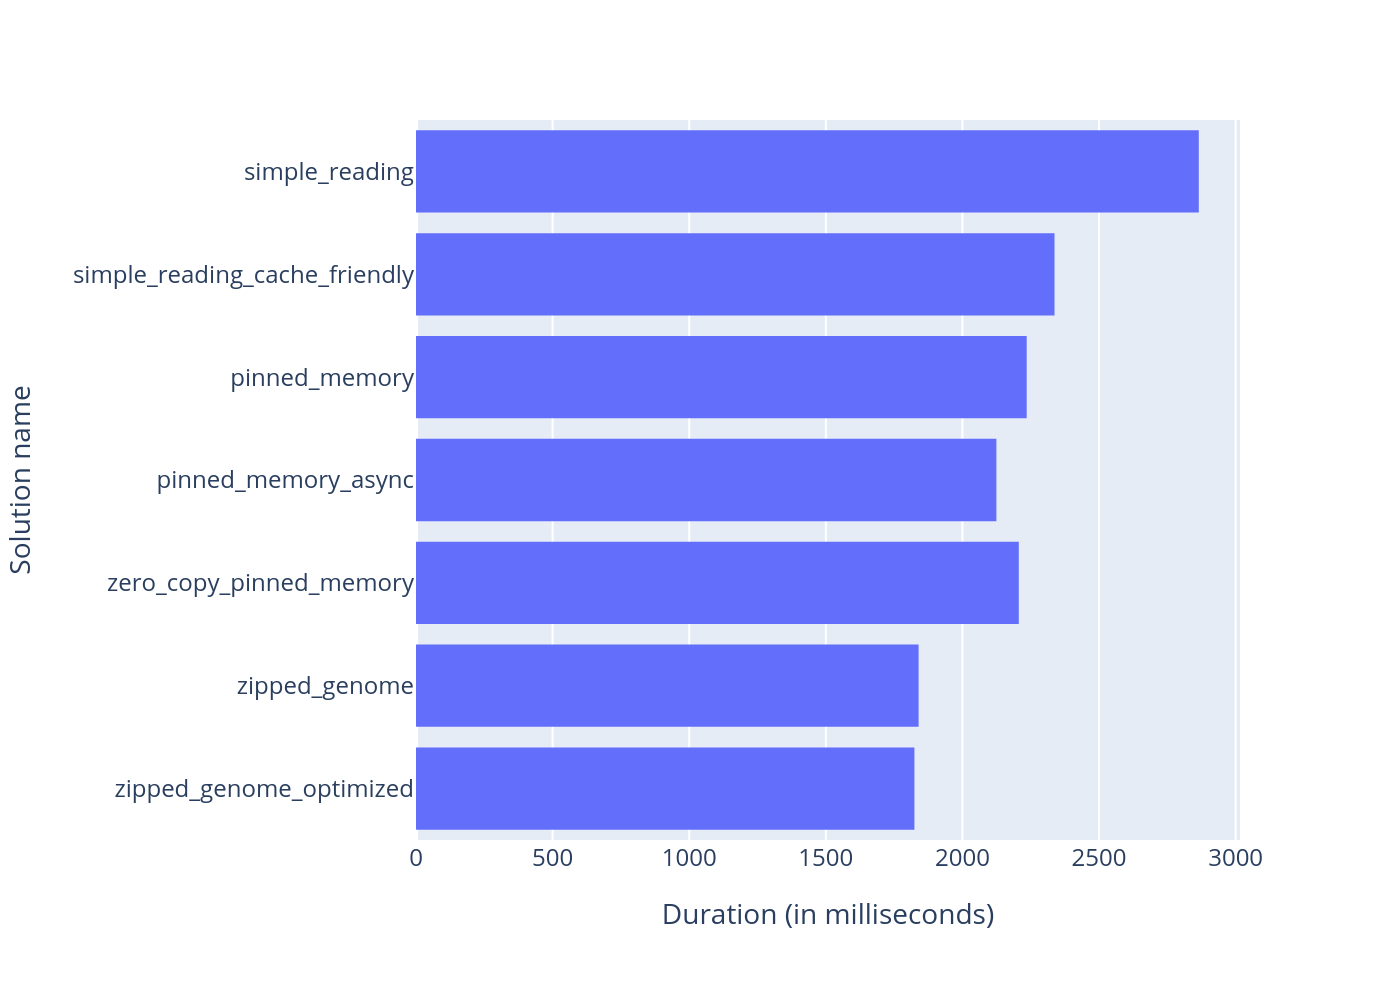 simple_reading
simple_reading_cache_friendly
pinned_memory
pinned_memory_async
zero_copy_pinned_memory
zipped_genome
zipped_genome_optimized
0 500 1000 1500 2000 2500 3000
Duration (in milliseconds)
Solution name